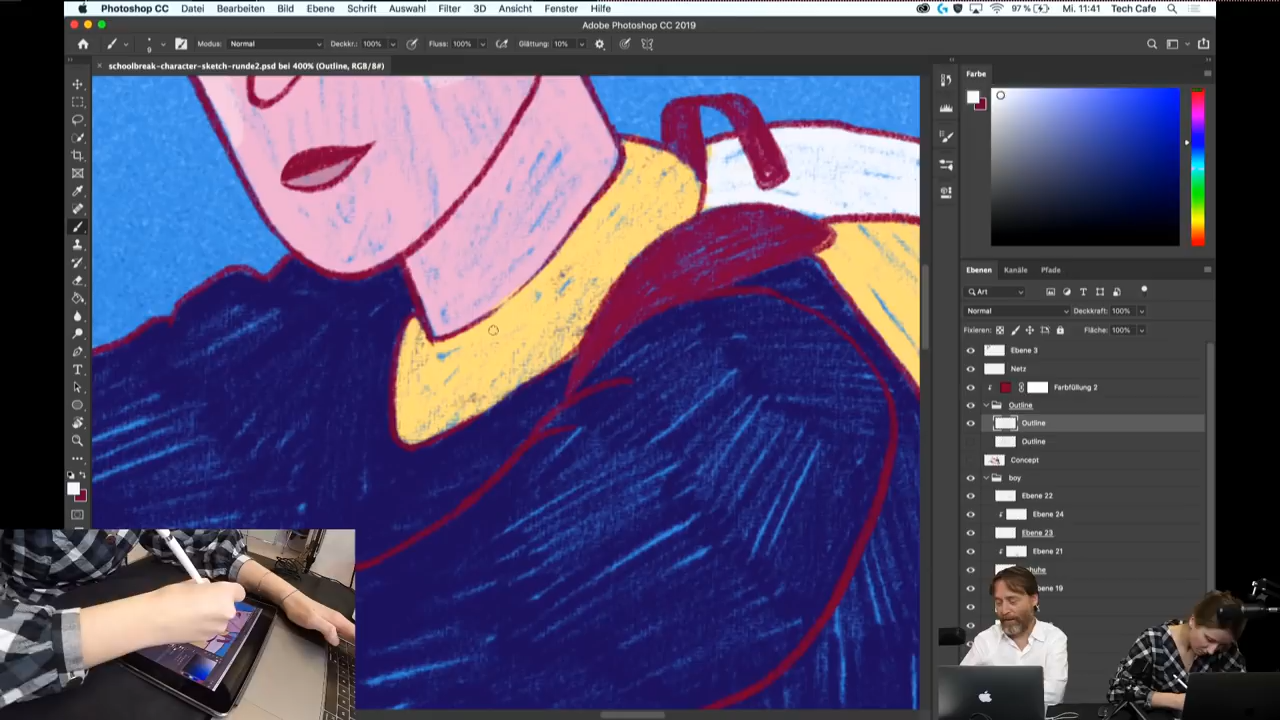 Photoshop CC Datei Bearbeiten Bild Ebene Schrift Auswahl Filter 3D Ansicht Fenster Hilfe 97 % Mi. 11:41 Tech Cafe
Adobe Photoshop CC 2019
9 Modus: Normal Deckkr.: 100% Fluss: 100% Glättung: 10%
schoolbreak-character-sketch-runde2.psd bei 400% (Outline, RGB/8#)
Farbe
Ebenen Kanäle Pfade
Art
Normal Deckkraft: 100%
Fixieren: Fläche: 100%
Ebene 3
Netz
Farbfüllung 2
Outline
Outline
Outline
Concept
boy
Ebene 22
Ebene 24
Ebene 23
Ebene 21